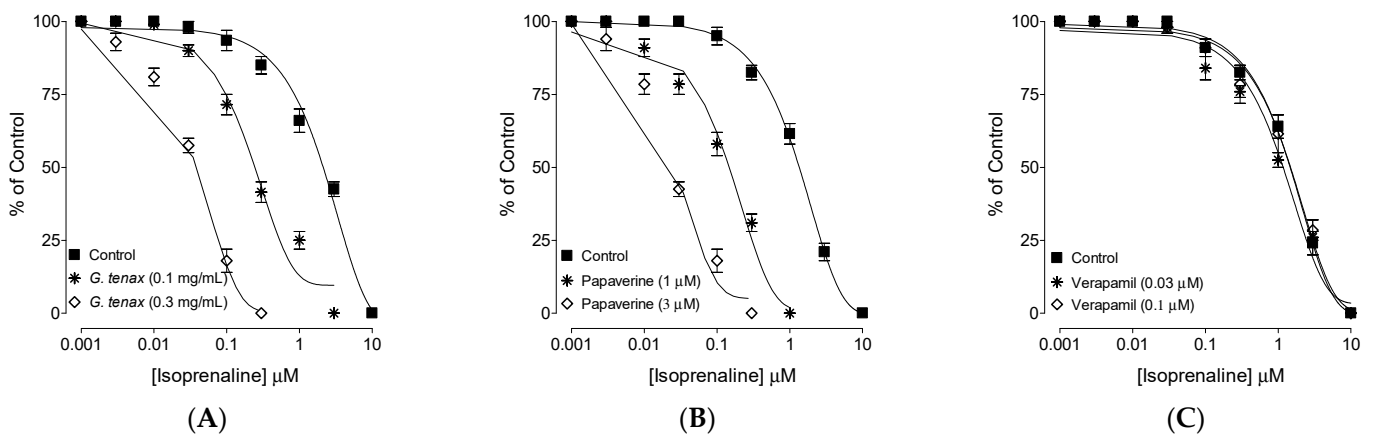 100
75
50
25
0
% of Control
Control
G. tenax (0.1 mg/mL)
G. tenax (0.3 mg/mL)
0.001 0.01 0.1 1 10
[Isoprenaline] μM
(A)
100
75
50
25
0
% of Control
Control
Papaverine (1 μM)
Papaverine (3 μM)
0.001 0.01 0.1 1 10
[Isoprenaline] μM
(B)
100
75
50
25
0
% of Control
Control
Verapamil (0.03 μM)
Verapamil (0.1 μM)
0.001 0.01 0.1 1 10
[Isoprenaline] μM
(C)